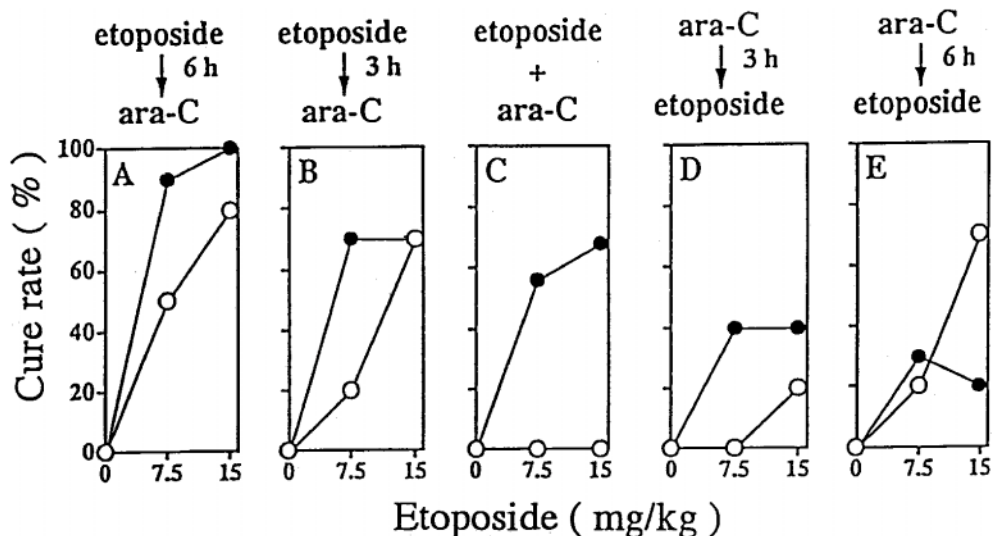 etoposide
6 h
ara-C
etoposide
3 h
ara-C
etoposide
+
ara-C
ara-C
3 h
etoposide
ara-C
6 h
etoposide
Cure rate ( % )
100
80
60
40
20
0
A
B
C
D
E
0 7.5 15
0 7.5 15
0 7.5 15
0 7.5 15
0 7.5 15
Etoposide ( mg/kg )